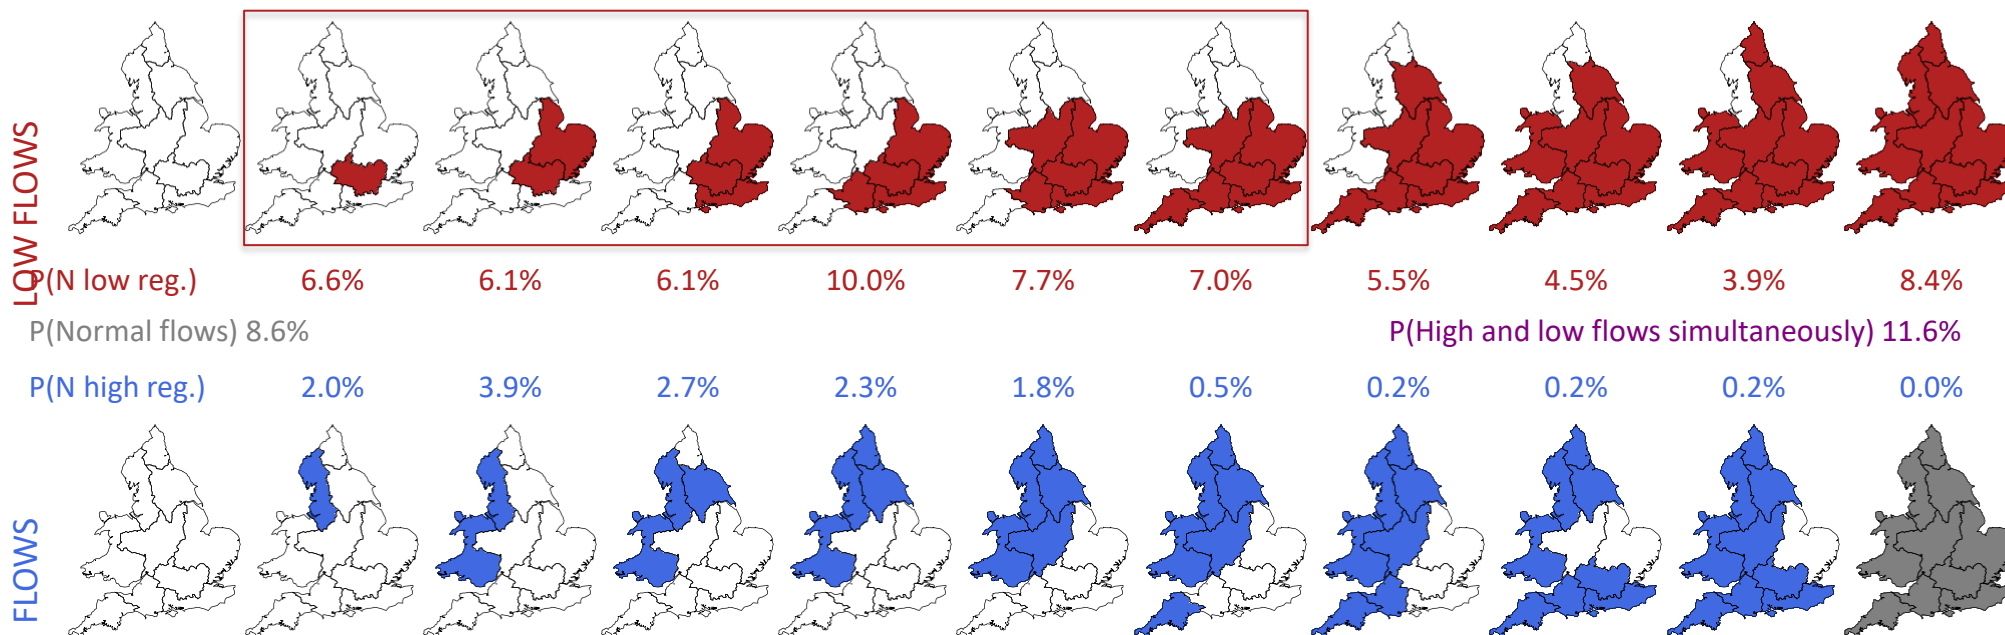 LOW FLOWS
P(N low reg.) 6.6% 6.1% 6.1% 10.0% 7.7% 7.0% 5.5% 4.5% 3.9% 8.4%
P(Normal flows) 8.6% P(High and low flows simultaneously) 11.6%
P(N high reg.) 2.0% 3.9% 2.7% 2.3% 1.8% 0.5% 0.2% 0.2% 0.2% 0.0%
FLOWS